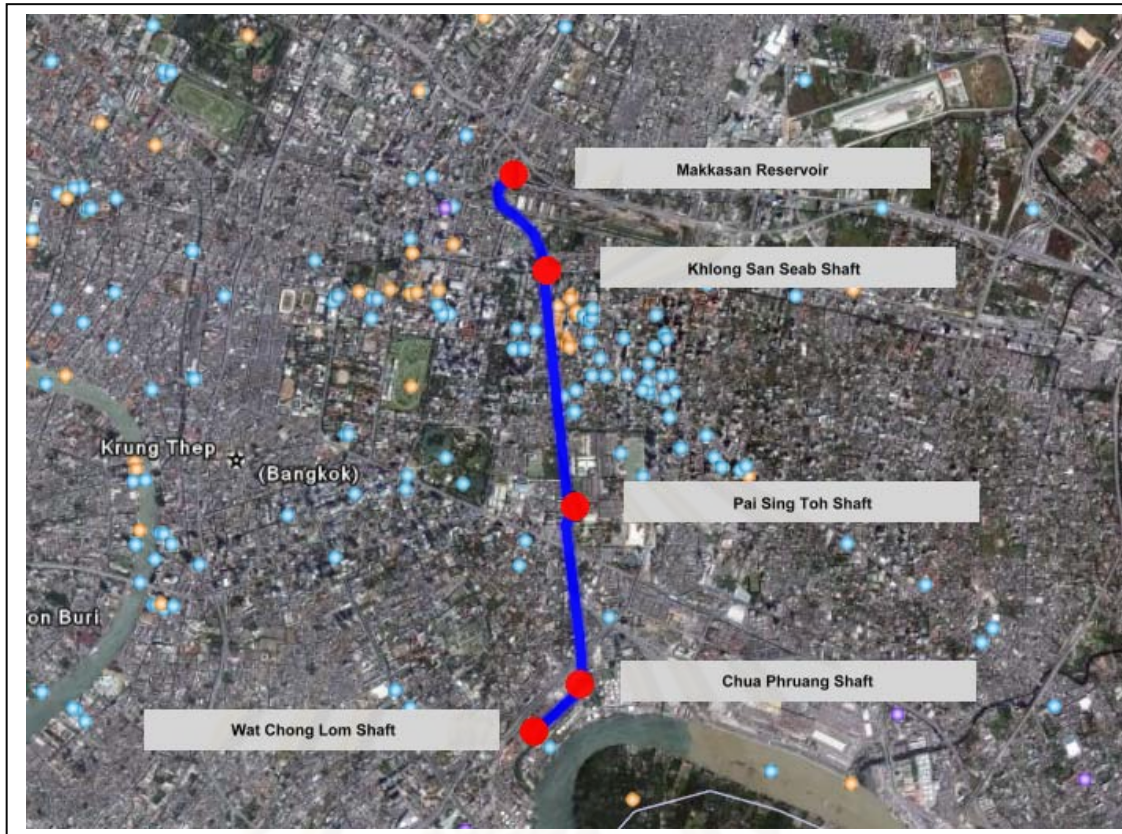 Makkasan Reservoir
Khlong San Seab Shaft
Krung Thep
(Bangkok)
Pai Sing Toh Shaft
on Buri
Chua Phruang Shaft
Wat Chong Lom Shaft